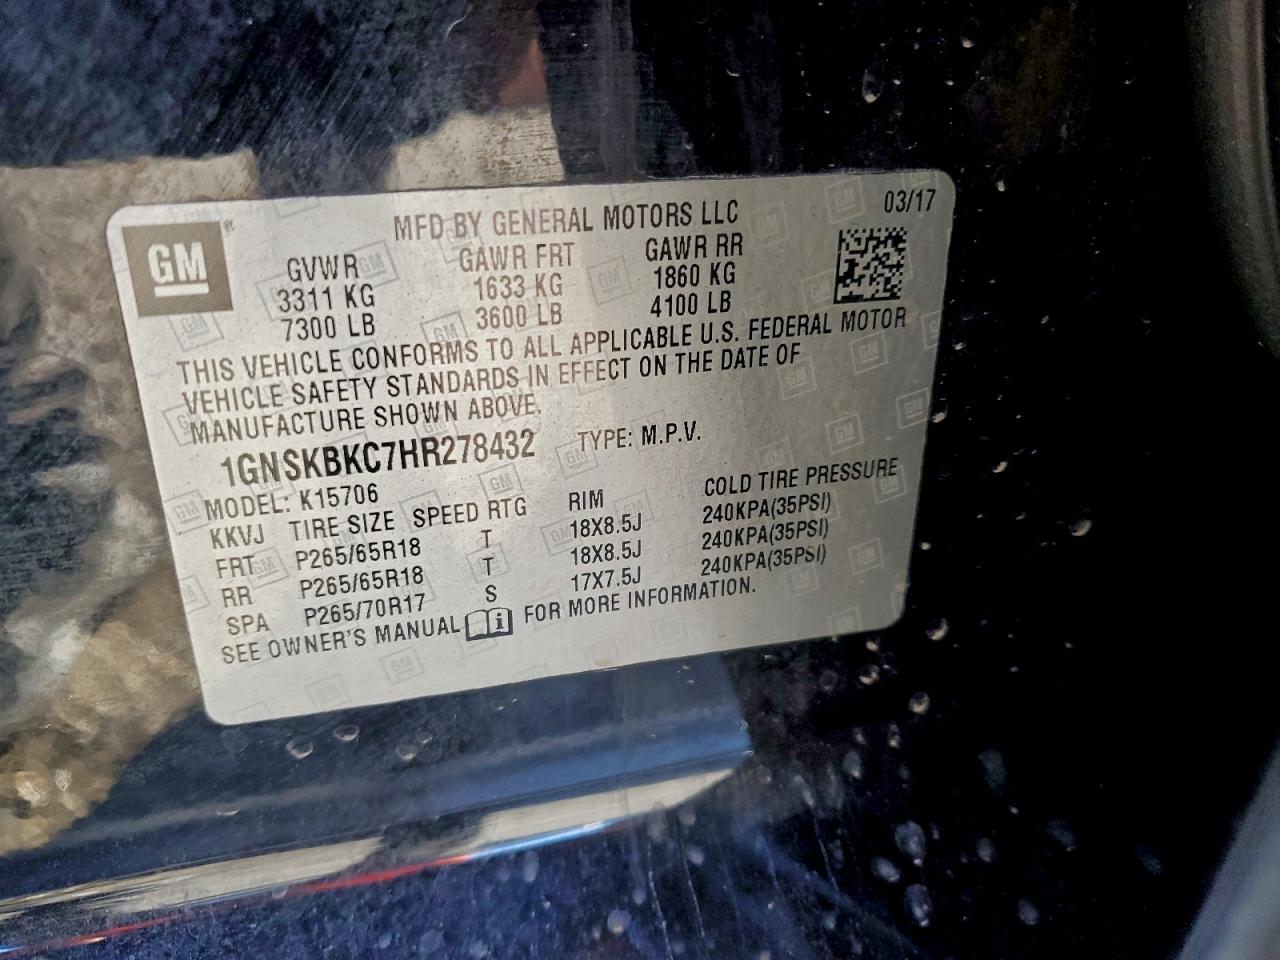 03/17
GM ®
MFD BY GENERAL MOTORS LLC
GVWR GAWR FRT GAWR RR
3311 KG 1633 KG 1860 KG
7300 LB 3600 LB 4100 LB
THIS VEHICLE CONFORMS TO ALL APPLICABLE U.S. FEDERAL MOTOR
VEHICLE SAFETY STANDARDS IN EFFECT ON THE DATE OF
MANUFACTURE SHOWN ABOVE.
1GNSKBKC7HR278432 TYPE: M.P.V.
MODEL: K15706
KKVJ TIRE SIZE SPEED RTG RIM COLD TIRE PRESSURE
FRT P265/65R18 T 18X8.5J 240KPA(35PSI)
RR P265/65R18 T 18X8.5J 240KPA(35PSI)
SPA P265/70R17 S 17X7.5J 240KPA(35PSI)
SEE OWNER'S MANUAL i FOR MORE INFORMATION.